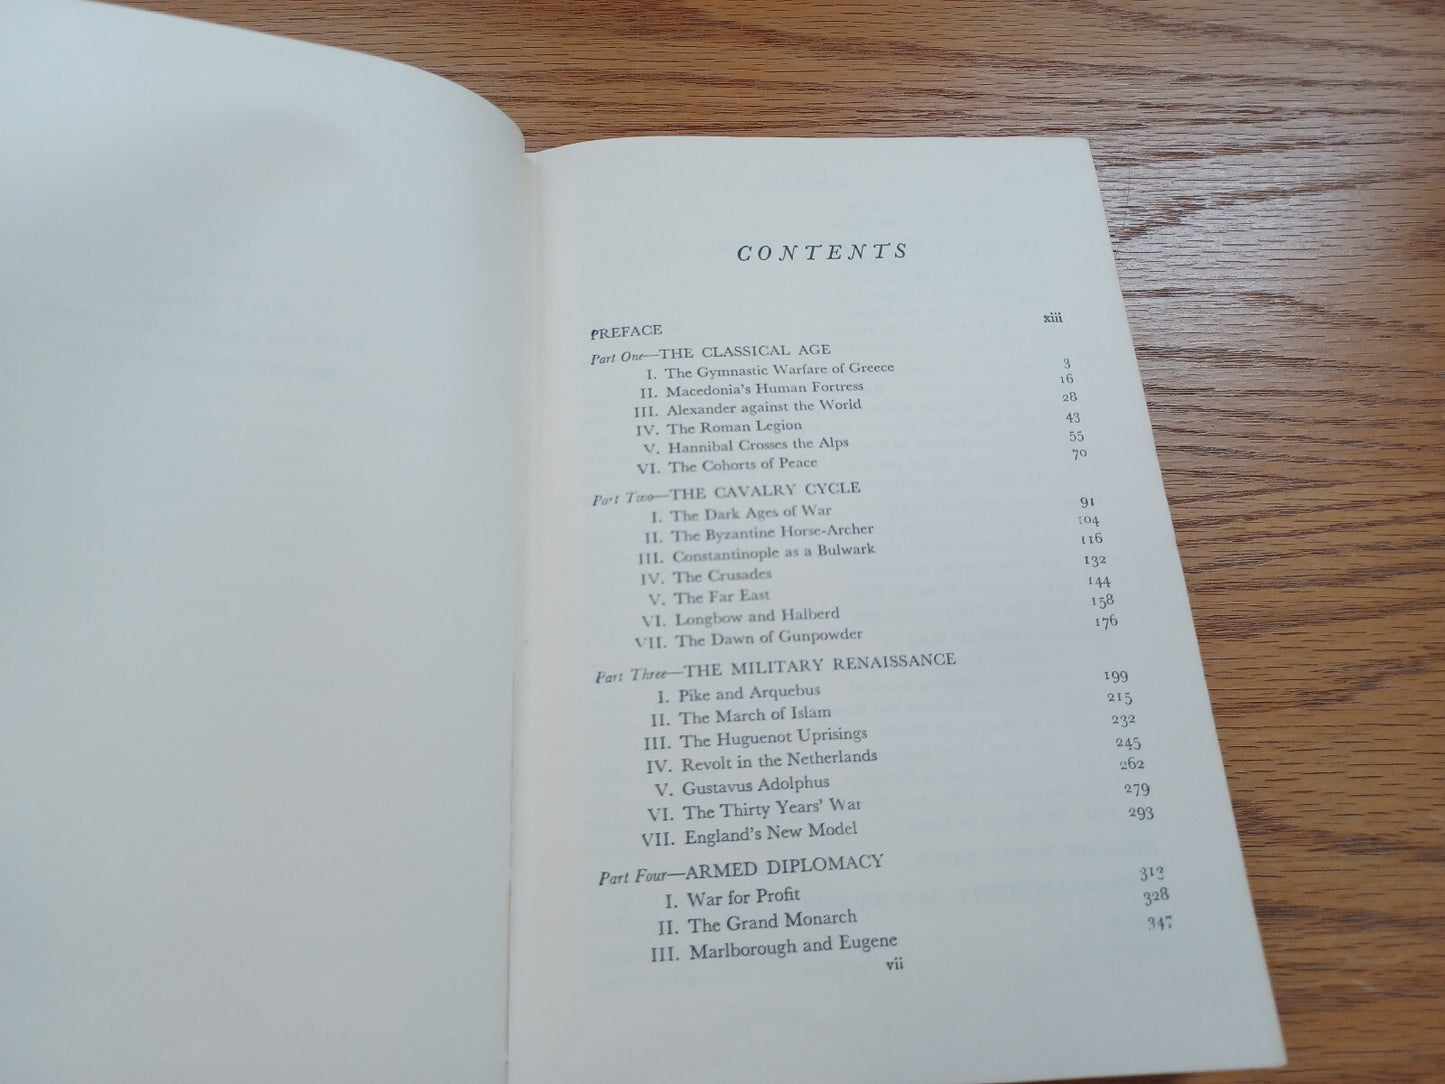 CONTENTS
PREFACE xiii
Part One—THE CLASSICAL AGE
I. The Gymnastic Warfare of Greece 3
II. Macedonia's Human Fortress 16
III. Alexander against the World 28
IV. The Roman Legion 43
V. Hannibal Crosses the Alps 55
VI. The Cohorts of Peace 70
Part Two—THE CAVALRY CYCLE
I. The Dark Ages of War 91
II. The Byzantine Horse-Archer 104
III. Constantinople as a Bulwark 116
IV. The Crusades 132
V. The Far East 144
VI. Longbow and Halberd 158
VII. The Dawn of Gunpowder 176
Part Three—THE MILITARY RENAISSANCE
I. Pike and Arquebus 199
II. The March of Islam 215
III. The Huguenot Uprisings 232
IV. Revolt in the Netherlands 245
V. Gustavus Adolphus 262
VI. The Thirty Years' War 279
VII. England's New Model 293
Part Four—ARMED DIPLOMACY
I. War for Profit 313
II. The Grand Monarch 328
III. Marlborough and Eugene 347
vii